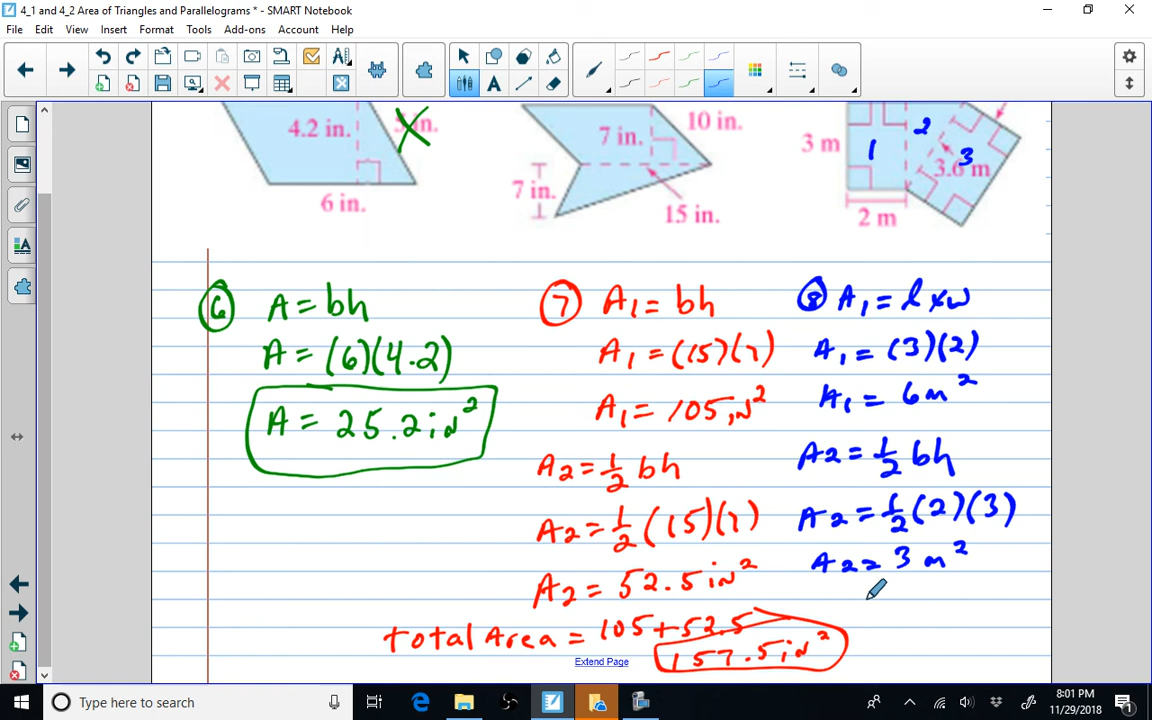 4_1 and 4_2 Area of Triangles and Parallelograms * - SMART Notebook
File Edit View Insert Format Tools Add-ons Account Help
4.2 in.
in.
6 in.
7 in.
10 in.
7 in.
15 in.
3 m
1
2
3
3.6 m
2 m
6 A = bh
A = (6)(4.2)
A = 25.2 in²
7 A1 = bh
A1 = (15)(7)
A1 = 105 in²
A2 = 1/2 bh
A2 = 1/2 (15)(7)
A2 = 52.5 in²
total Area = 105 + 52.5
157.5 in²
8 A1 = l x w
A1 = (3)(2)
A1 = 6 m²
A2 = 1/2 bh
A2 = 1/2 (2)(3)
A2 = 3 m²
Extend Page
Type here to search
8:01 PM
11/29/2018
1